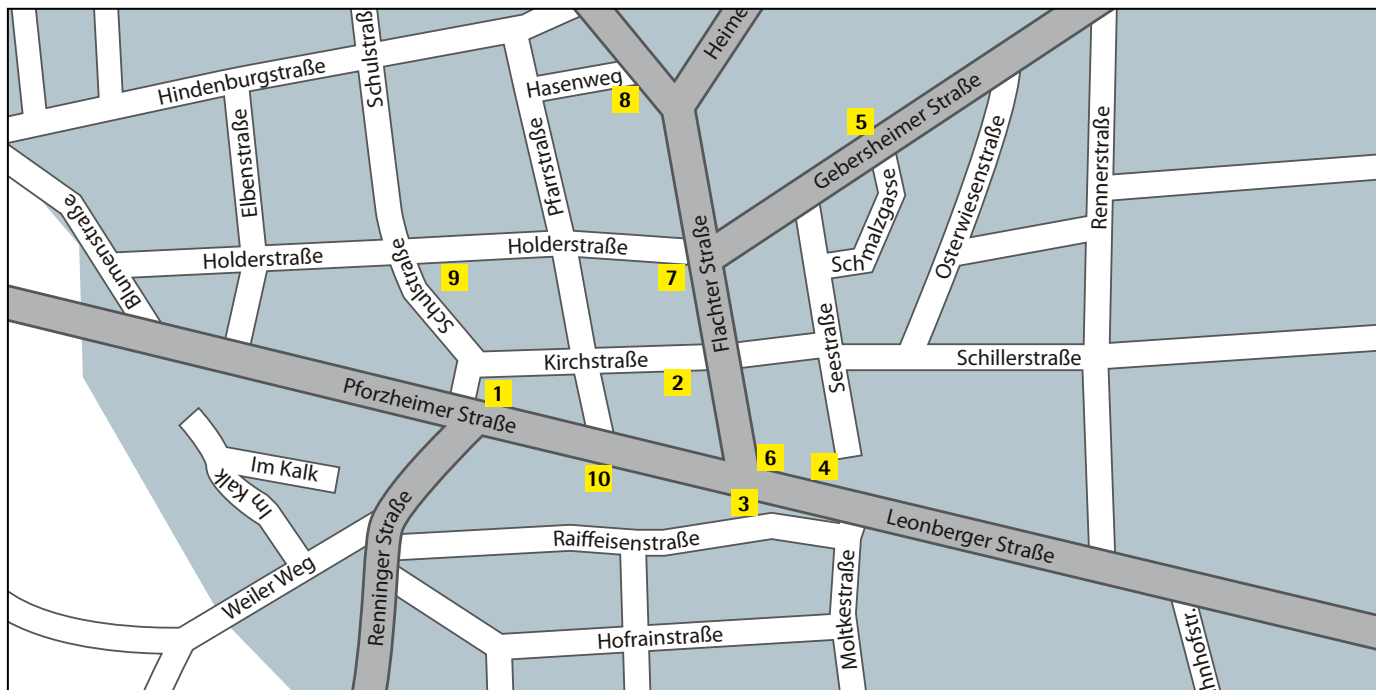 Hindenburgstraße
Schulstraß
Heime
Hasenweg
8
5
Gebersheimer Straße
Elbenstraße
Pfarrstraße
Schmalzgasse
Osterwiesenstraße
Rennerstraße
Blumenstraße
Holderstraße
Holderstraße
Schulstraße
9
7
Flachter Straße
Seestraße
Kirchstraße
Schillerstraße
2
1
Pforzheimer Straße
6
4
10
3
Im Kalk
Im Kalk
Leonberger Straße
Raiffeisenstraße
Renninger Straße
Weiler Weg
Hofrainstraße
Moltkestraße
hnhofstr.